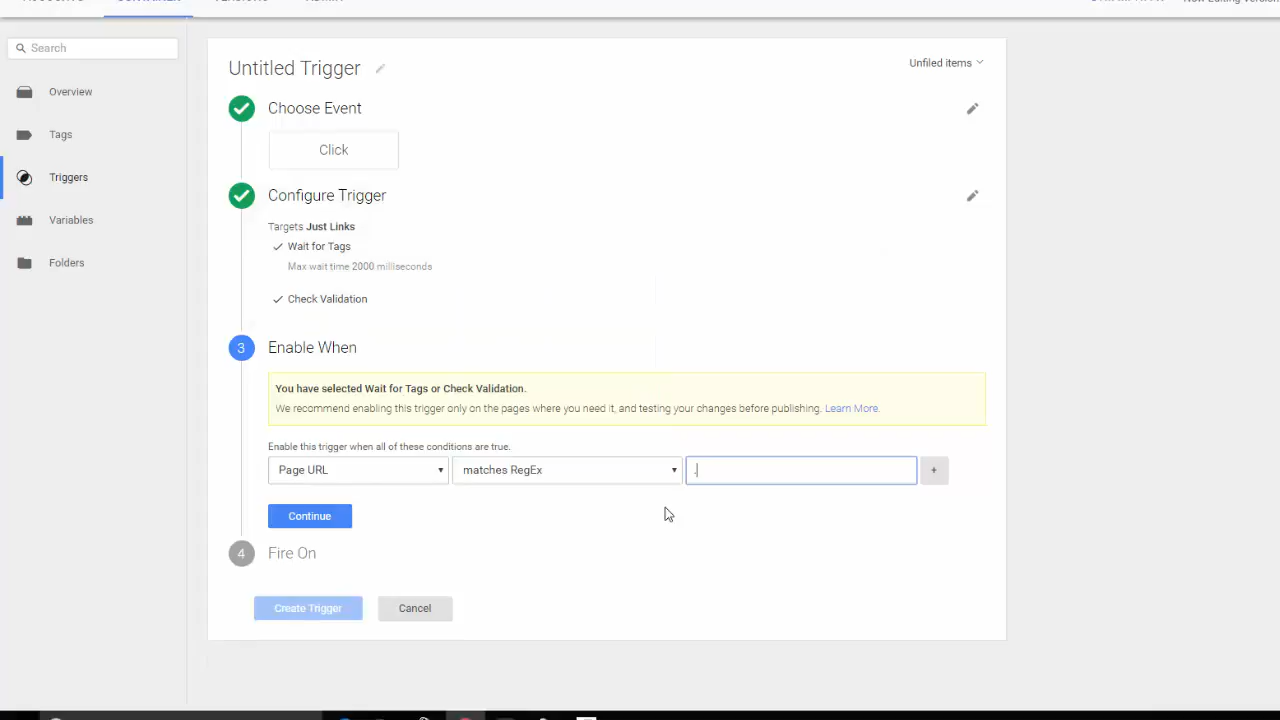 Search
Overview
Tags
Triggers
Variables
Folders
Untitled Trigger
Unfiled items
Choose Event
Click
Configure Trigger
Targets Just Links
Wait for Tags
Max wait time 2000 milliseconds
Check Validation
3
Enable When
You have selected Wait for Tags or Check Validation.
We recommend enabling this trigger only on the pages where you need it, and testing your changes before publishing. Learn More.
Enable this trigger when all of these conditions are true.
Page URL matches RegEx . +
Continue
4
Fire On
Create Trigger Cancel